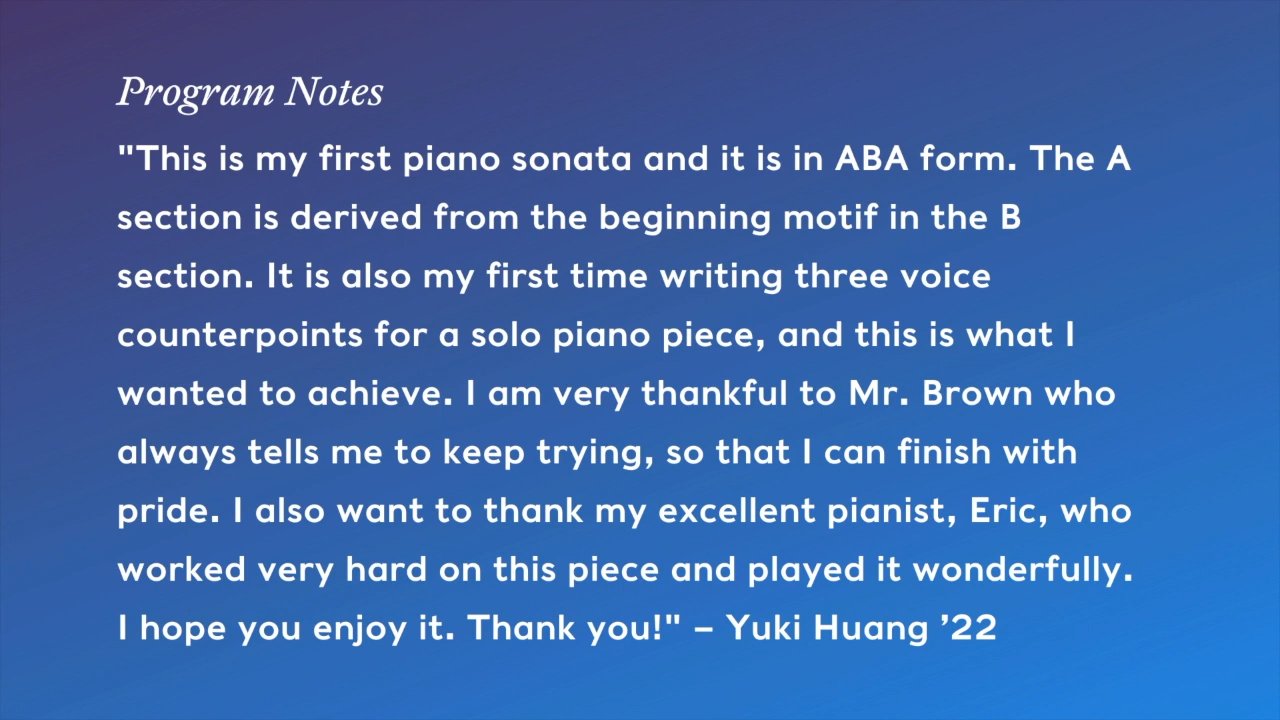 Program Notes
"This is my first piano sonata and it is in ABA form. The A
section is derived from the beginning motif in the B
section. It is also my first time writing three voice
counterpoints for a solo piano piece, and this is what I
wanted to achieve. I am very thankful to Mr. Brown who
always tells me to keep trying, so that I can finish with
pride. I also want to thank my excellent pianist, Eric, who
worked very hard on this piece and played it wonderfully.
I hope you enjoy it. Thank you!" – Yuki Huang ’22